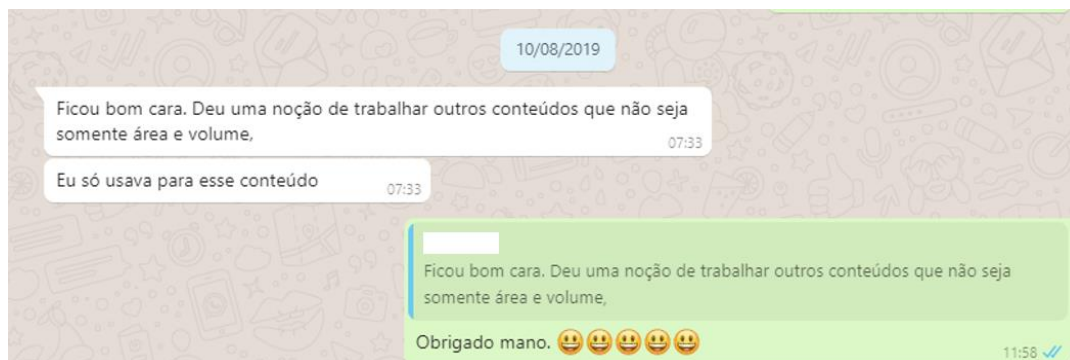 10/08/2019
Ficou bom cara. Deu uma noção de trabalhar outros conteúdos que não seja
somente área e volume,
07:33
Eu só usava para esse conteúdo
07:33
Ficou bom cara. Deu uma noção de trabalhar outros conteúdos que não seja
somente área e volume,
Obrigado mano. 😃😃😃😃😃
11:58